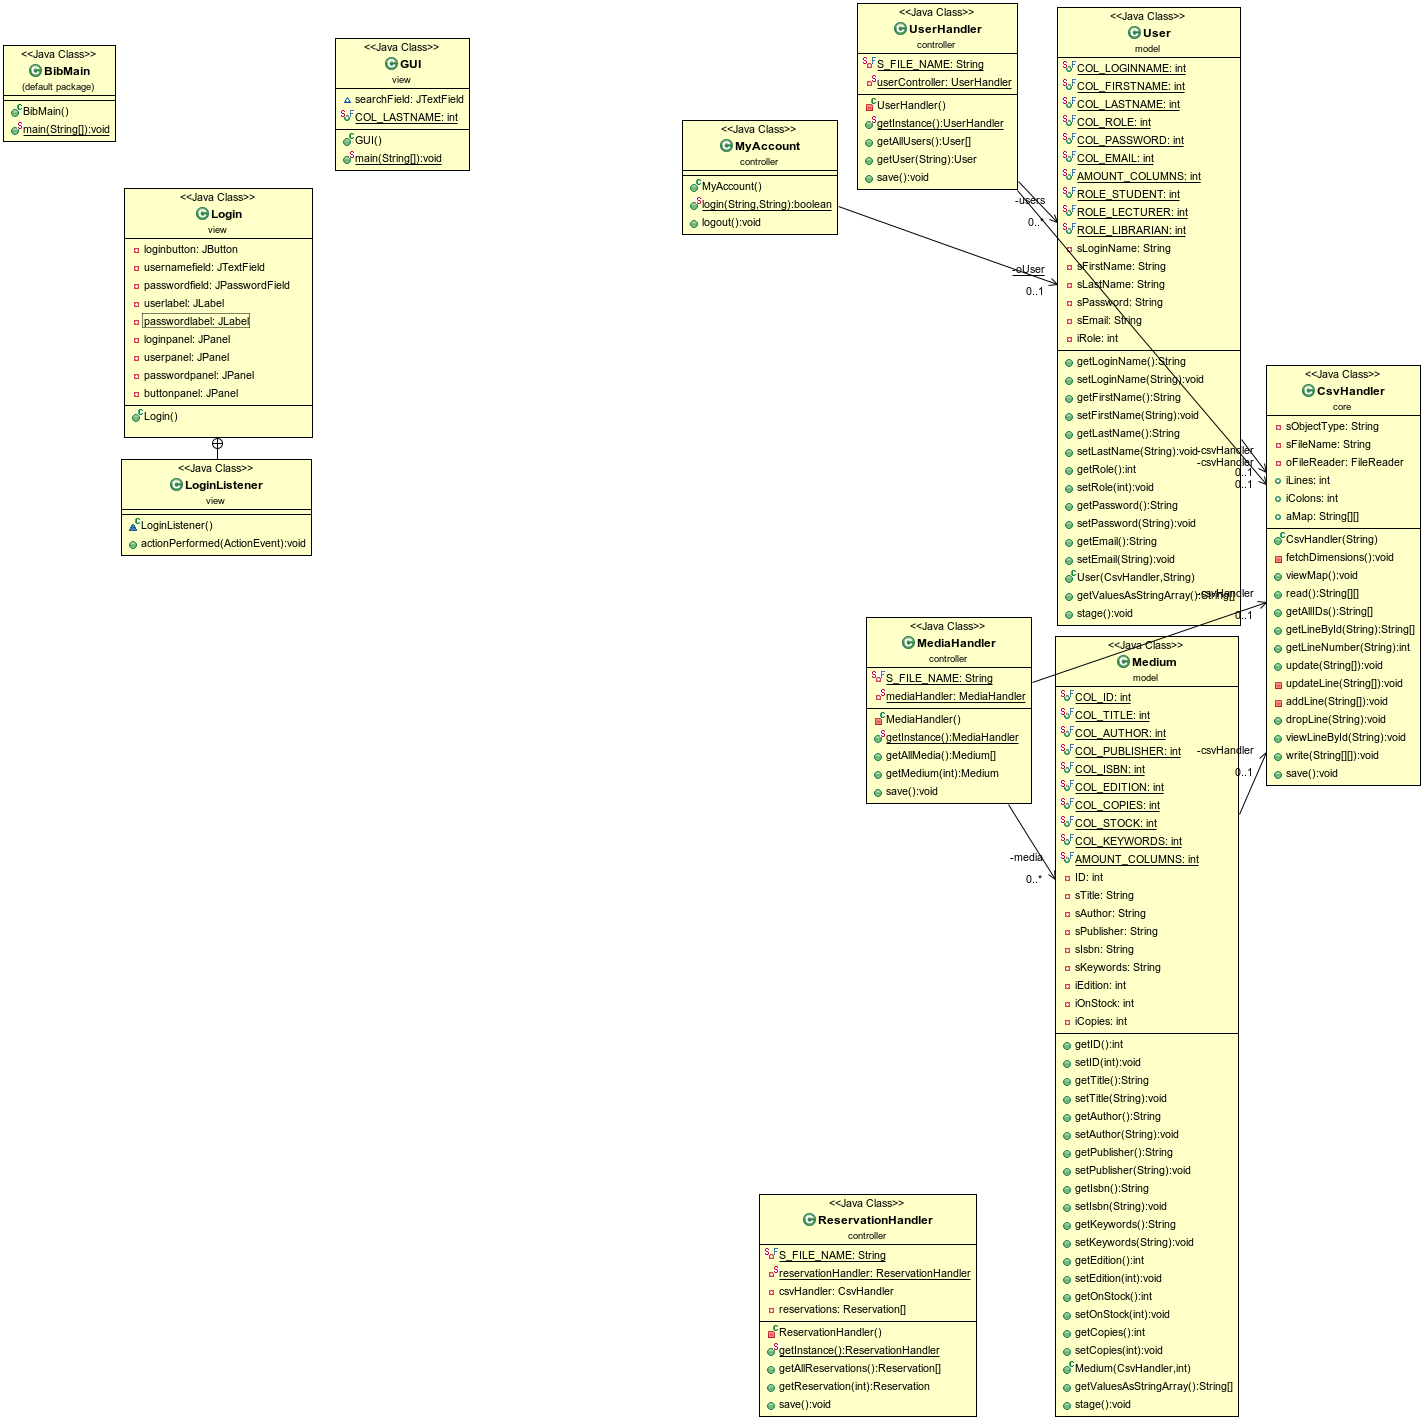 <<Java Class>>
BibMain
(default package)
BibMain()
main(String[]):void
<<Java Class>>
GUI
view
searchField: JTextField
COL_LASTNAME: int
GUI()
main(String[]):void
<<Java Class>>
Login
view
loginbutton: JButton
usernamefield: JTextField
passwordfield: JPasswordField
userlabel: JLabel
passwordlabel: JLabel
loginpanel: JPanel
userpanel: JPanel
passwordpanel: JPanel
buttonpanel: JPanel
Login()
<<Java Class>>
LoginListener
view
LoginListener()
actionPerformed(ActionEvent):void
<<Java Class>>
MyAccount
controller
MyAccount()
login(String,String):boolean
logout():void
<<Java Class>>
UserHandler
controller
S_FILE_NAME: String
userController: UserHandler
UserHandler()
getInstance():UserHandler
getAllUsers():User[]
getUser(String):User
save():void
-users
0..*
-oUser
0..1
<<Java Class>>
User
model
COL_LOGINNAME: int
COL_FIRSTNAME: int
COL_LASTNAME: int
COL_ROLE: int
COL_PASSWORD: int
COL_EMAIL: int
AMOUNT_COLUMNS: int
ROLE_STUDENT: int
ROLE_LECTURER: int
ROLE_LIBRARIAN: int
sLoginName: String
sFirstName: String
sLastName: String
sPassword: String
sEmail: String
iRole: int
getLoginName():String
setLoginName(String):void
getFirstName():String
setFirstName(String):void
getLastName():String
setLastName(String):void
getRole():int
setRole(int):void
getPassword():String
setPassword(String):void
getEmail():String
setEmail(String):void
User(CsvHandler,String)
getValuesAsStringArray():String[]
stage():void
-csvHandler
-csvHandler
0..1
0..1
-csvHandler
0..1
<<Java Class>>
CsvHandler
core
sObjectType: String
sFileName: String
oFileReader: FileReader
iLines: int
iColons: int
aMap: String[][]
CsvHandler(String)
fetchDimensions():void
viewMap():void
read():String[][]
getAllIDs():String[]
getLineById(String):String[]
getLineNumber(String):int
update(String[]):void
updateLine(String[]):void
addLine(String[]):void
dropLine(String):void
viewLineById(String):void
write(String[][]):void
save():void
<<Java Class>>
MediaHandler
controller
S_FILE_NAME: String
mediaHandler: MediaHandler
MediaHandler()
getInstance():MediaHandler
getAllMedia():Medium[]
getMedium(int):Medium
save():void
-media
0..*
<<Java Class>>
Medium
model
COL_ID: int
COL_TITLE: int
COL_AUTHOR: int
COL_PUBLISHER: int
COL_ISBN: int
COL_EDITION: int
COL_COPIES: int
COL_STOCK: int
COL_KEYWORDS: int
AMOUNT_COLUMNS: int
ID: int
sTitle: String
sAuthor: String
sPublisher: String
sIsbn: String
sKeywords: String
iEdition: int
iOnStock: int
iCopies: int
getID():int
setID(int):void
getTitle():String
setTitle(String):void
getAuthor():String
setAuthor(String):void
getPublisher():String
setPublisher(String):void
getIsbn():String
setIsbn(String):void
getKeywords():String
setKeywords(String):void
getEdition():int
setEdition(int):void
getOnStock():int
setOnStock(int):void
getCopies():int
setCopies(int):void
Medium(CsvHandler,int)
getValuesAsStringArray():String[]
stage():void
-csvHandler
0..1
<<Java Class>>
ReservationHandler
controller
S_FILE_NAME: String
reservationHandler: ReservationHandler
csvHandler: CsvHandler
reservations: Reservation[]
ReservationHandler()
getInstance():ReservationHandler
getAllReservations():Reservation[]
getReservation(int):Reservation
save():void